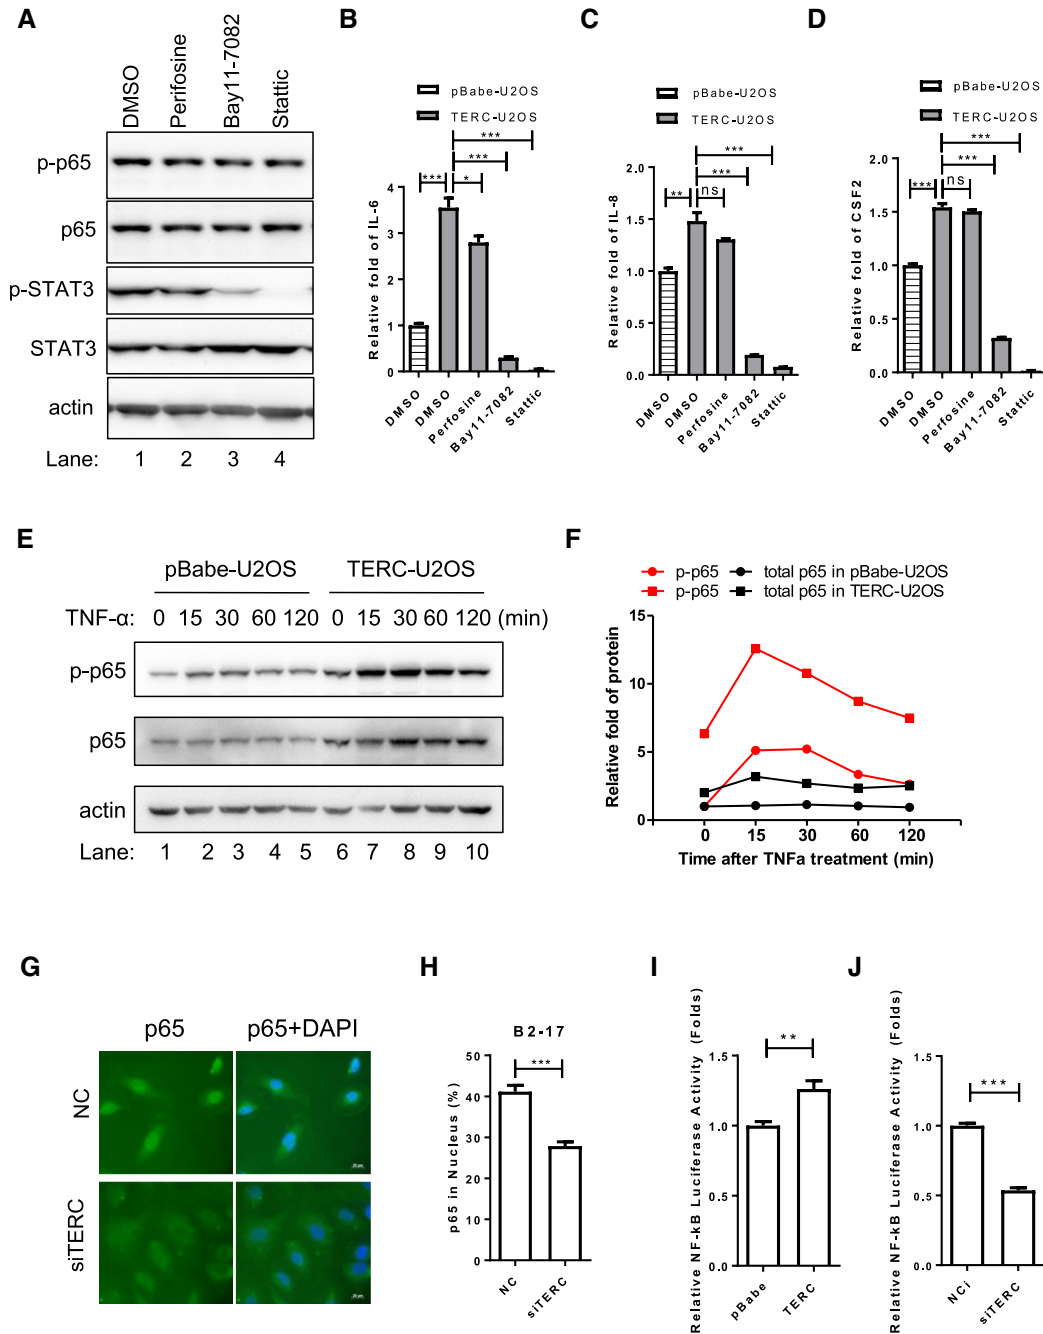 A
DMSO
Perifosine
Bay11-7082
Stattic
p-p65
p65
p-STAT3
STAT3
actin
Lane: 1 2 3 4
B
pBabe-U2OS
TERC-U2OS
***
***
*** *
Relative fold of IL-6
4
3
2
1
0
DMSO
DMSO
Perfosine
Bay11-7082
Stattic
C
pBabe-U2OS
TERC-U2OS
***
***
** ns
Relative fold of IL-8
2.0
1.5
1.0
0.5
0.0
DMSO
DMSO
Perfosine
Bay11-7082
Stattic
D
pBabe-U2OS
TERC-U2OS
***
***
*** ns
Relative fold of CSF2
2.0
1.5
1.0
0.5
0.0
DMSO
DMSO
Perfosine
Bay11-7082
Stattic
E
pBabe-U2OS TERC-U2OS
TNF-α: 0 15 30 60 120 0 15 30 60 120 (min)
p-p65
p65
actin
Lane: 1 2 3 4 5 6 7 8 9 10
F
p-p65 total p65 in pBabe-U2OS
p-p65 total p65 in TERC-U2OS
Relative fold of protein
15
10
5
0
0 15 30 60 120
Time after TNFa treatment (min)
G
p65 p65+DAPI
NC
siTERC
20 μm
20 μm
H
B2-17
***
p65 in Nucleus (%)
50
40
30
20
10
0
NC
siTERC
I
Relative NF-kB Luciferase Activity (Folds)
**
1.5
1.0
0.5
0.0
pBabe
TERC
J
Relative NF-kB Luciferase Activity (Folds)
***
1.5
1.0
0.5
0.0
NCi
siTERC